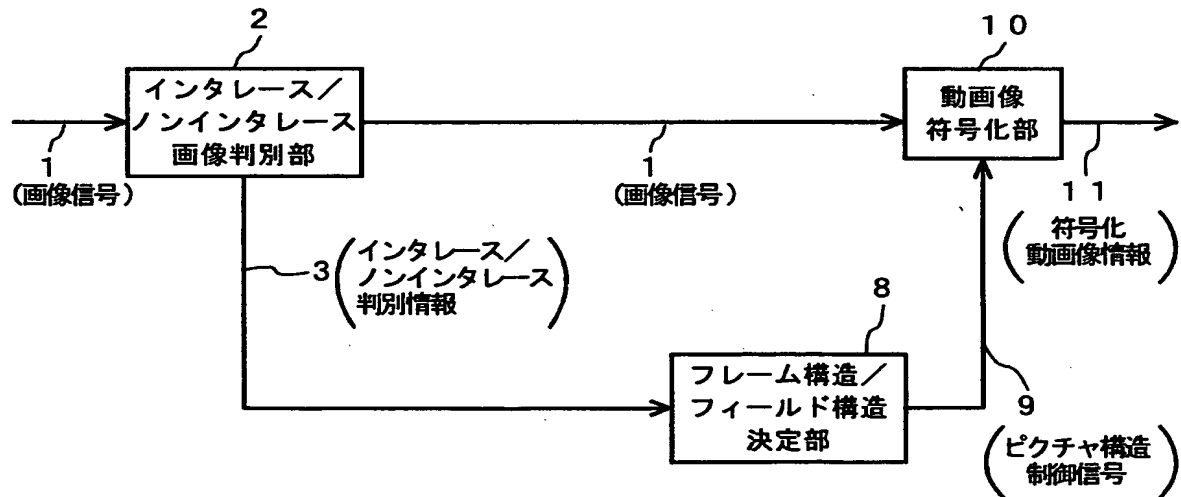 2
インタレース／
ノンインタレース
画像判別部
1
(画像信号)
1
(画像信号)
10
動画像
符号化部
11
符号化
動画像情報
3
インタレース／
ノンインタレース
判別情報
8
フレーム構造／
フィールド構造
決定部
9
ピクチャ構造
制御信号